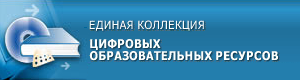 ЕДИНАЯ КОЛЛЕКЦИЯ
ЦИФРОВЫХ
ОБРАЗОВАТЕЛЬНЫХ РЕСУРСОВ